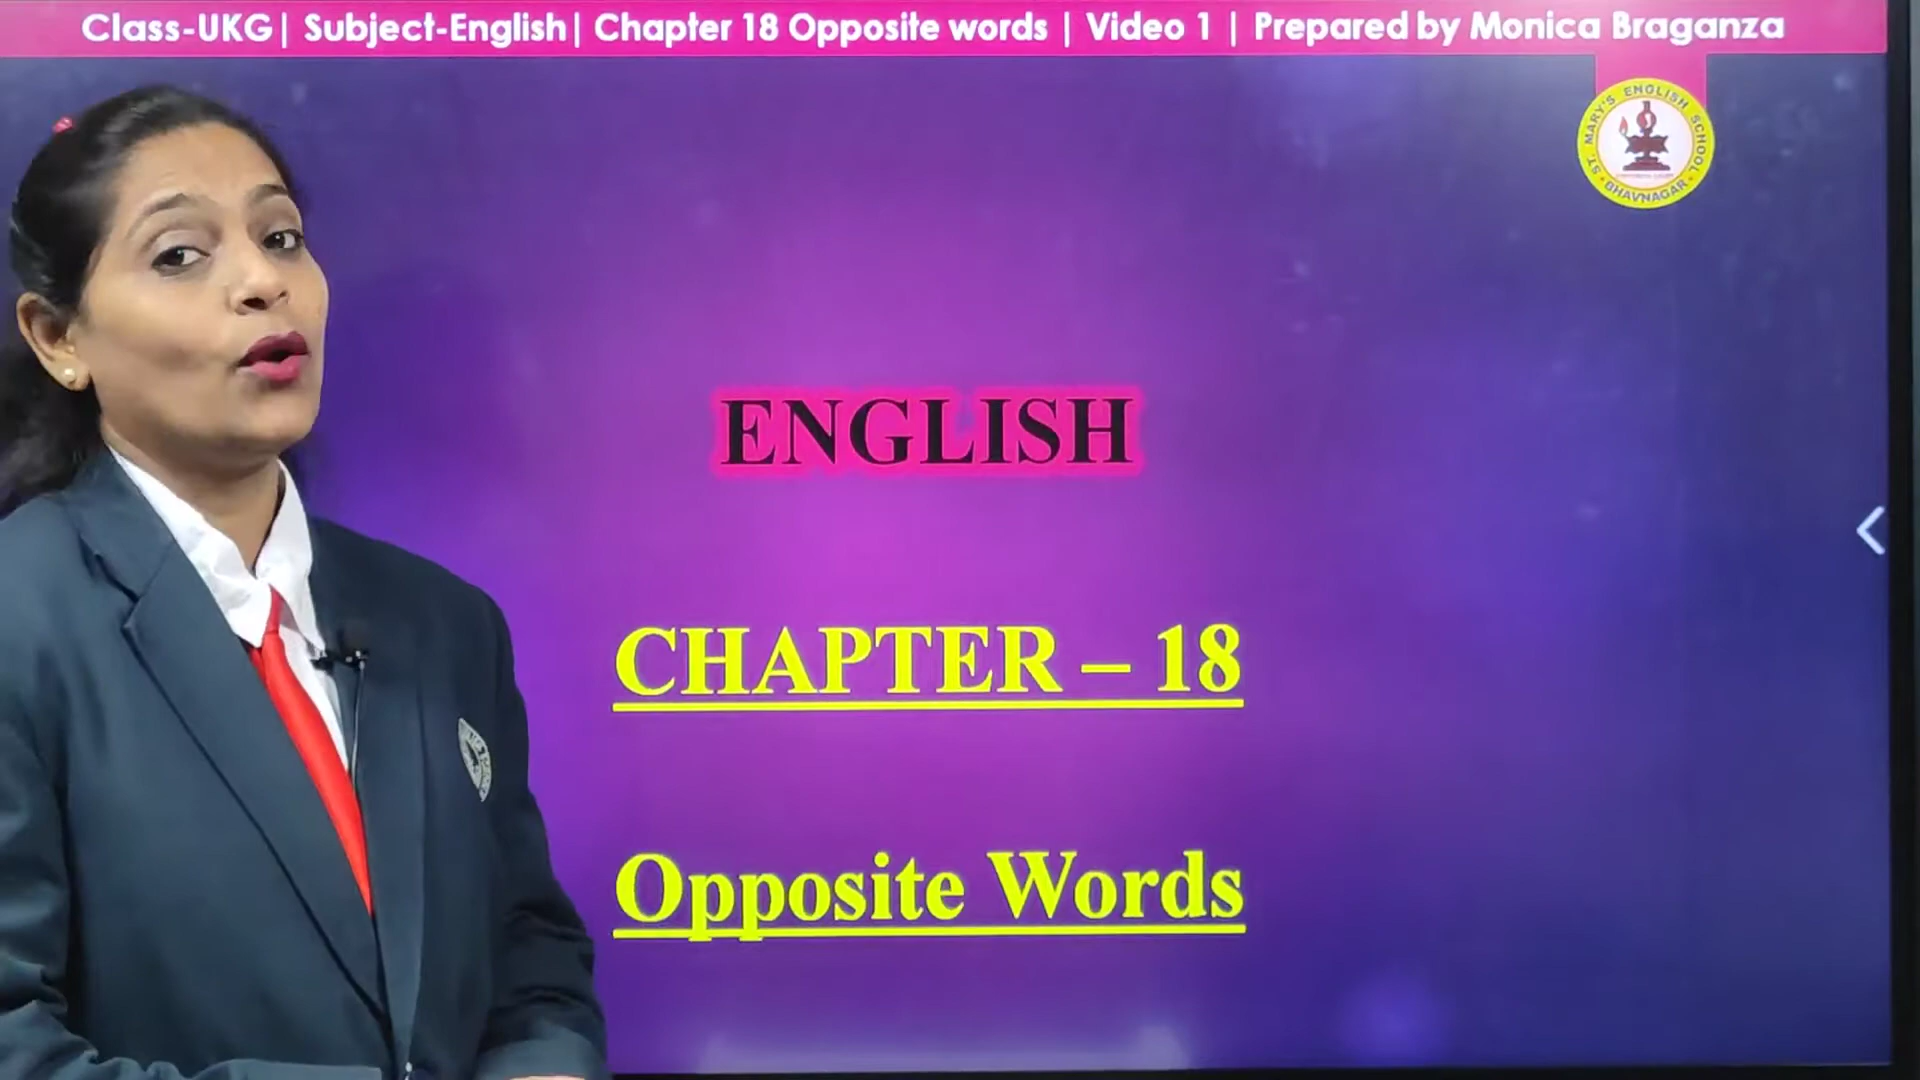 Class-UKG| Subject-English| Chapter 18 Opposite words | Video 1 | Prepared by Monica Braganza
ST. MARY'S ENGLISH SCHOOL
BHAVNAGAR
ENGLISH
CHAPTER – 18
Opposite Words